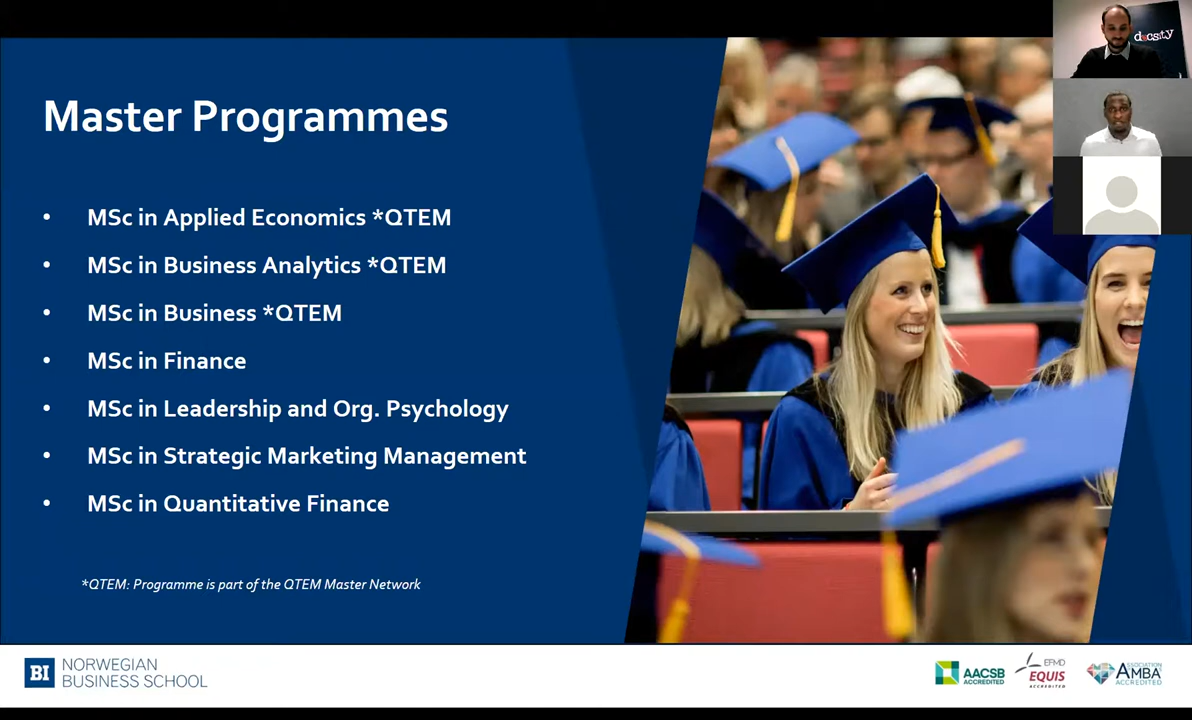 docsity
Master Programmes
• MSc in Applied Economics *QTEM
• MSc in Business Analytics *QTEM
• MSc in Business *QTEM
• MSc in Finance
• MSc in Leadership and Org. Psychology
• MSc in Strategic Marketing Management
• MSc in Quantitative Finance
*QTEM: Programme is part of the QTEM Master Network
BI
NORWEGIAN
BUSINESS SCHOOL
AACSB
ACCREDITED
EFMD
EQUIS
ACCREDITED
ASSOCIATION
AMBA
ACCREDITED